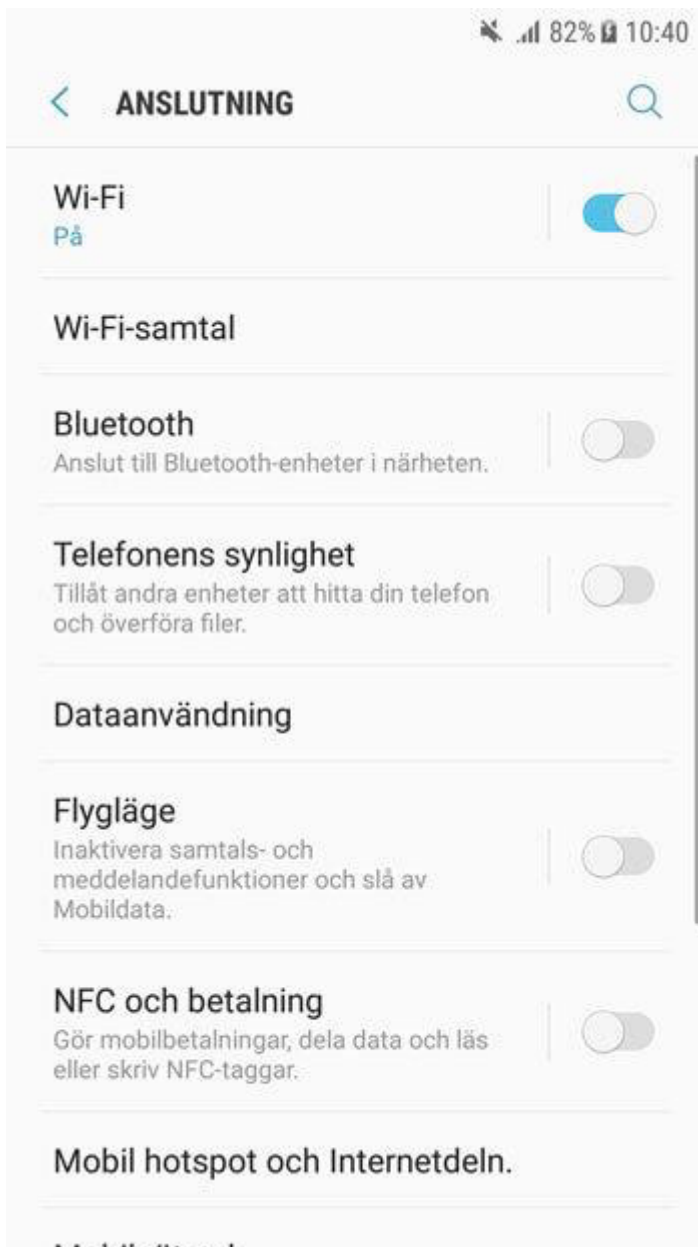 82% 10:40
ANSLUTNING
Wi-Fi
På
Wi-Fi-samtal
Bluetooth
Anslut till Bluetooth-enheter i närheten.
Telefonens synlighet
Tillåt andra enheter att hitta din telefon
och överföra filer.
Dataanvändning
Flygläge
Inaktivera samtals- och
meddelandefunktioner och slå av
Mobildata.
NFC och betalning
Gör mobilbetalningar, dela data och läs
eller skriv NFC-taggar.
Mobil hotspot och Internetdeln.